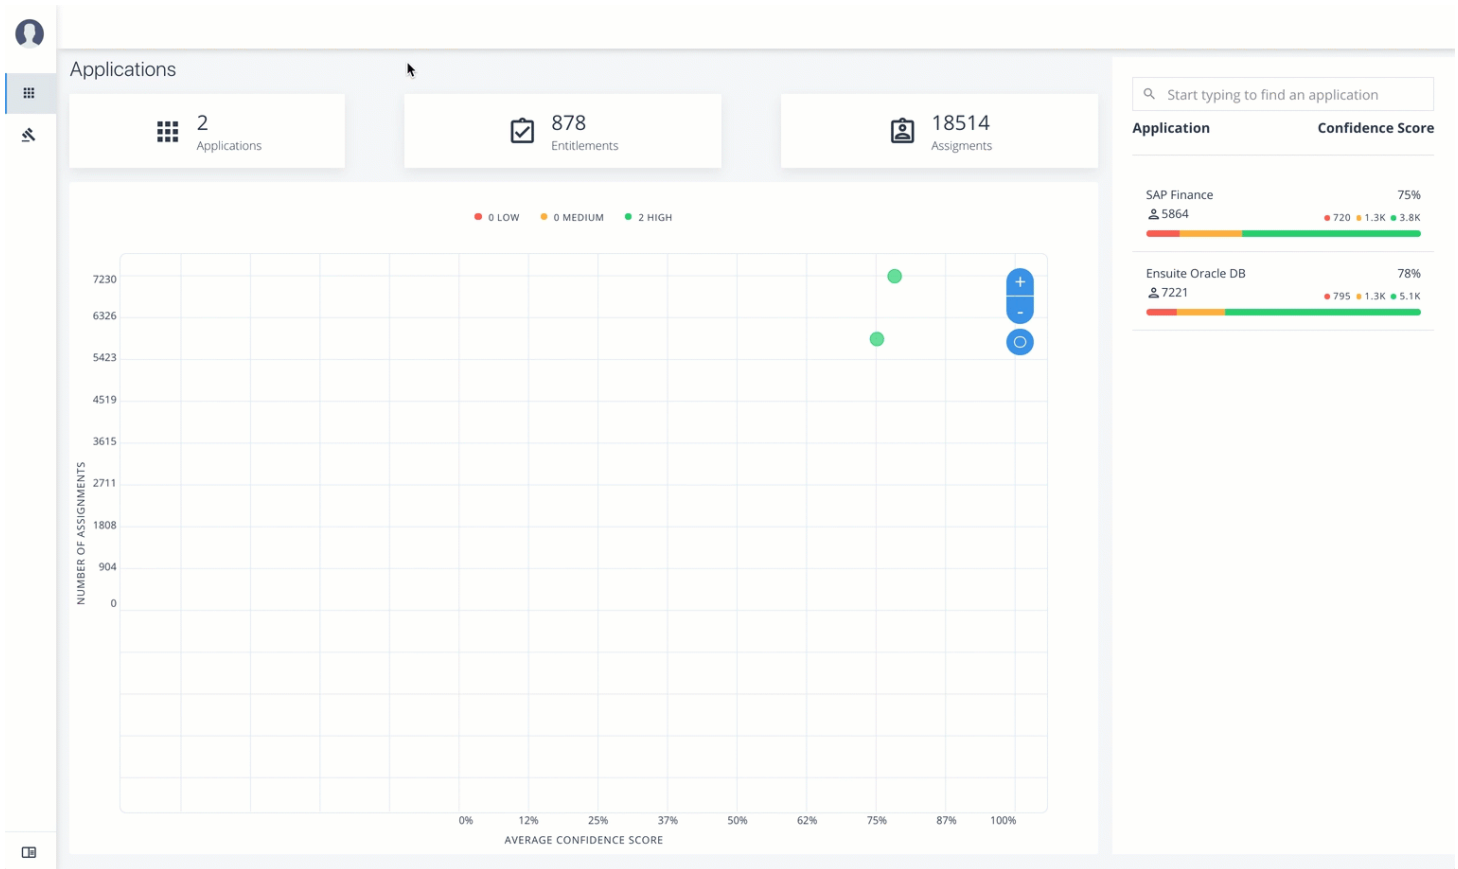 Applications
2
Applications
878
Entitlements
18514
Assigments
0 LOW 0 MEDIUM 2 HIGH
7230
6326
5423
4519
3615
2711
1808
904
0
NUMBER OF ASSIGNMENTS
+
-
0% 12% 25% 37% 50% 62% 75% 87% 100%
AVERAGE CONFIDENCE SCORE
Start typing to find an application
Application Confidence Score
SAP Finance 75%
5864 720 1.3K 3.8K
Ensuite Oracle DB 78%
7221 795 1.3K 5.1K